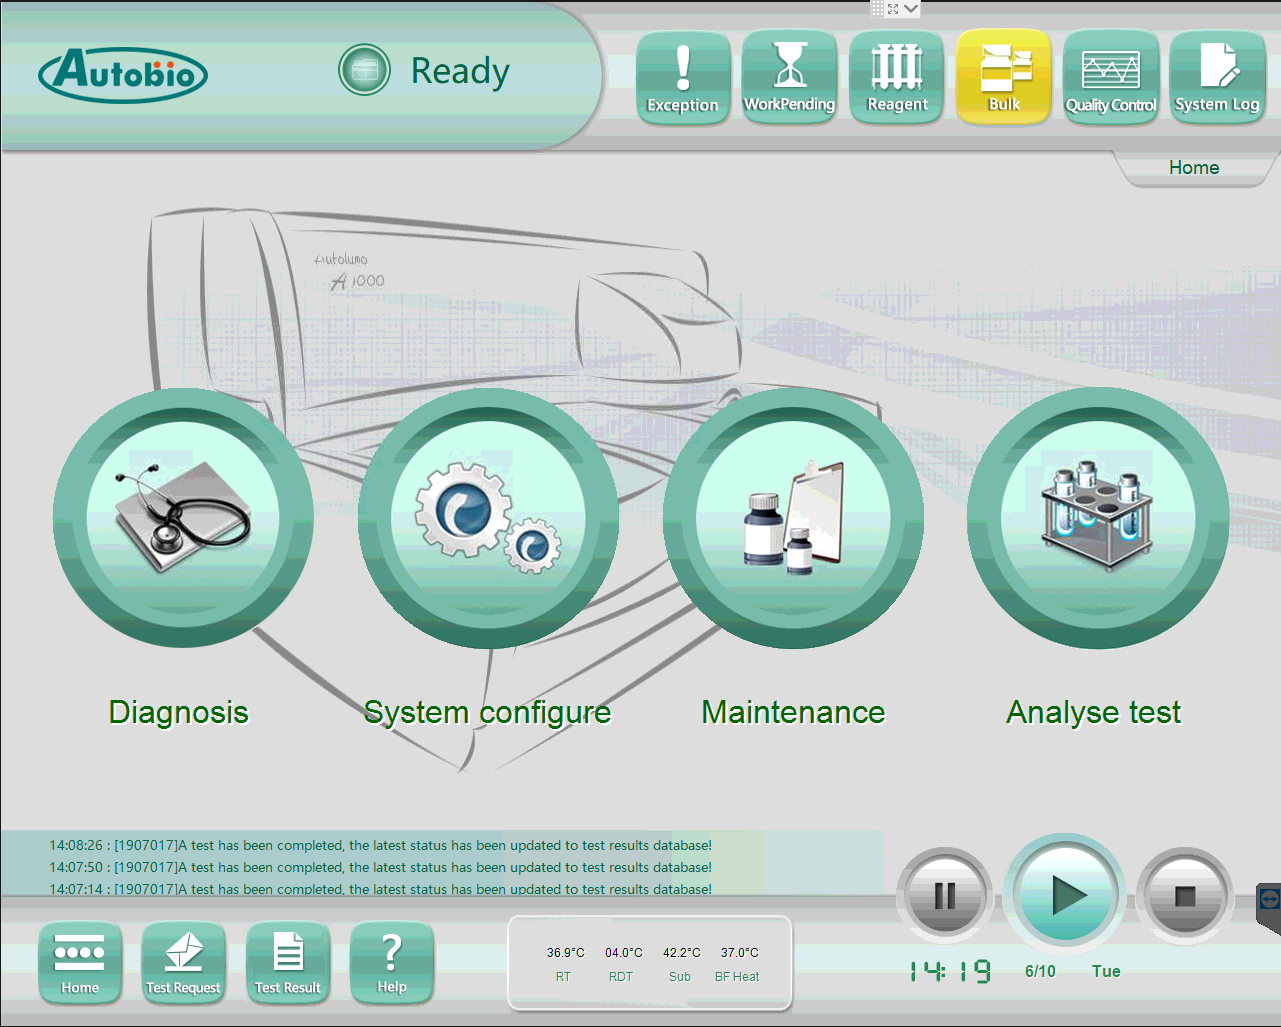 Autobio
Ready
Exception
WorkPending
Reagent
Bulk
Quality Control
System Log
Home
Autolumo
A1000
Diagnosis
System configure
Maintenance
Analyse test
14:08:26 : [1907017]A test has been completed, the latest status has been updated to test results database!
14:07:50 : [1907017]A test has been completed, the latest status has been updated to test results database!
14:07:14 : [1907017]A test has been completed, the latest status has been updated to test results database!
Home
Test Request
Test Result
?
Help
36.9°C 04.0°C 42.2°C 37.0°C
RT RDT Sub BF Heat
14:19 6/10 Tue